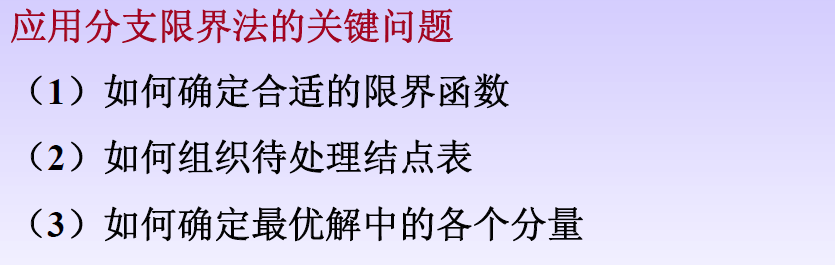 应用分支限界法的关键问题
（1）如何确定合适的限界函数
（2）如何组织待处理结点表
（3）如何确定最优解中的各个分量